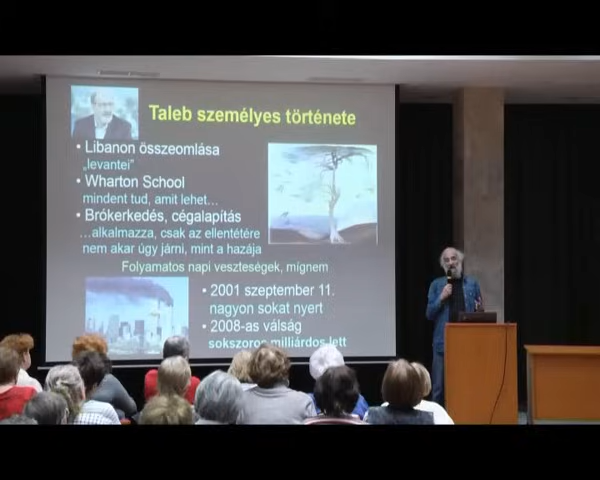 Taleb személyes története
• Libanon összeomlása
„levantei”
• Wharton School
mindent tud, amit lehet…
• Brókerkedés, cégalapítás
…alkalmazza, csak az ellentétére
nem akar úgy járni, mint a hazája
Folyamatos napi veszteségek, mígnem
• 2001 szeptember 11.
nagyon sokat nyert
• 2008-as válság
sokszoros milliárdos lett